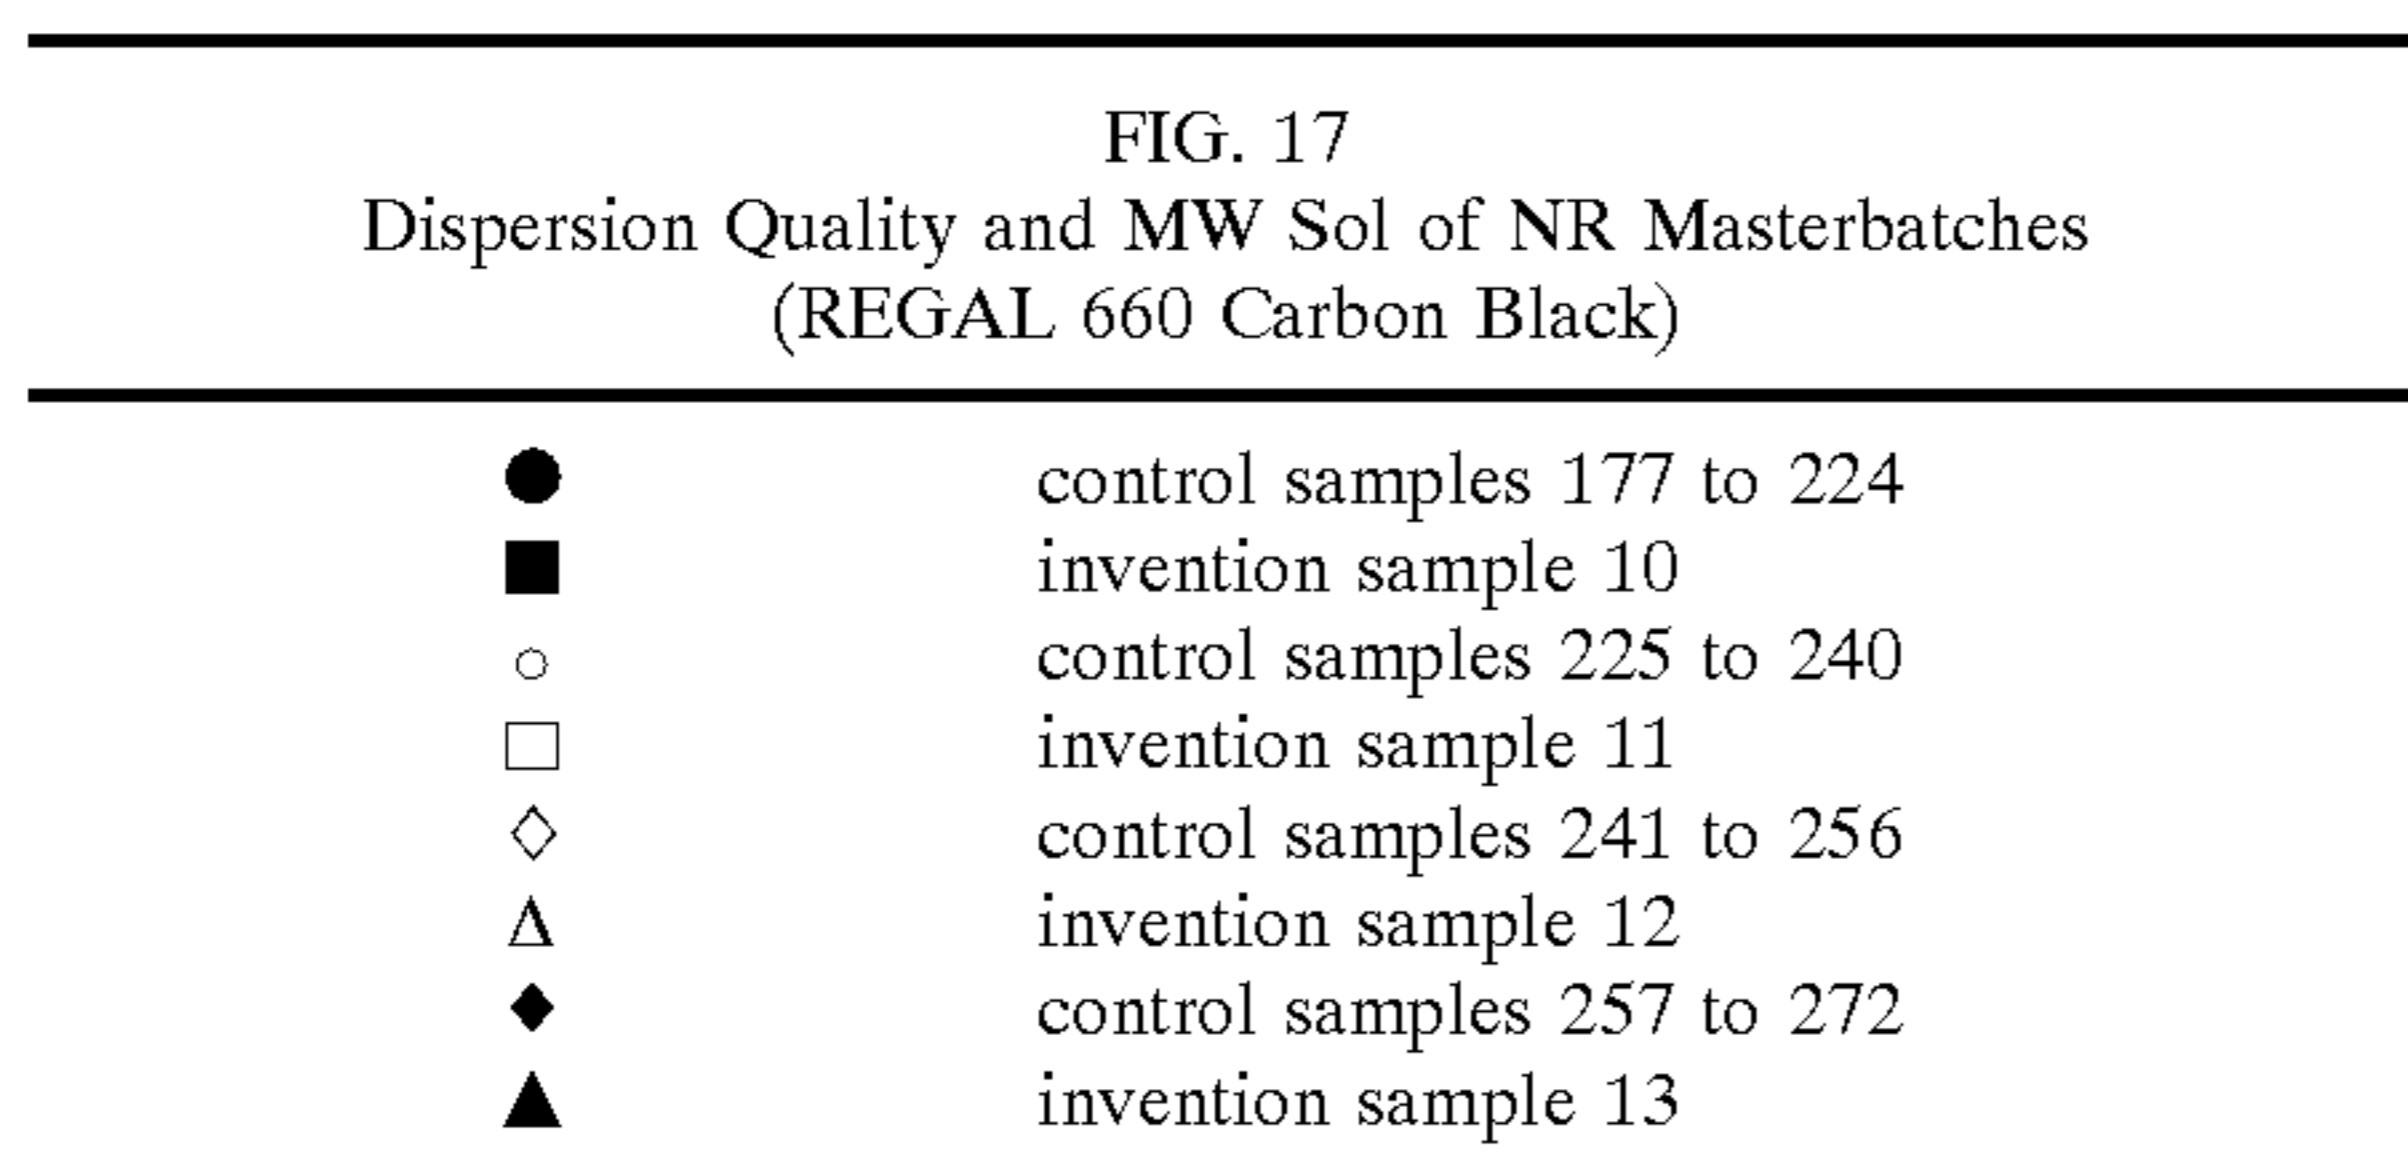 FIG. 17
Dispersion Quality and MW Sol of NR Masterbatches
(REGAL 660 Carbon Black)
● control samples 177 to 224
■ invention sample 10
○ control samples 225 to 240
□ invention sample 11
◇ control samples 241 to 256
Δ invention sample 12
◆ control samples 257 to 272
▲ invention sample 13